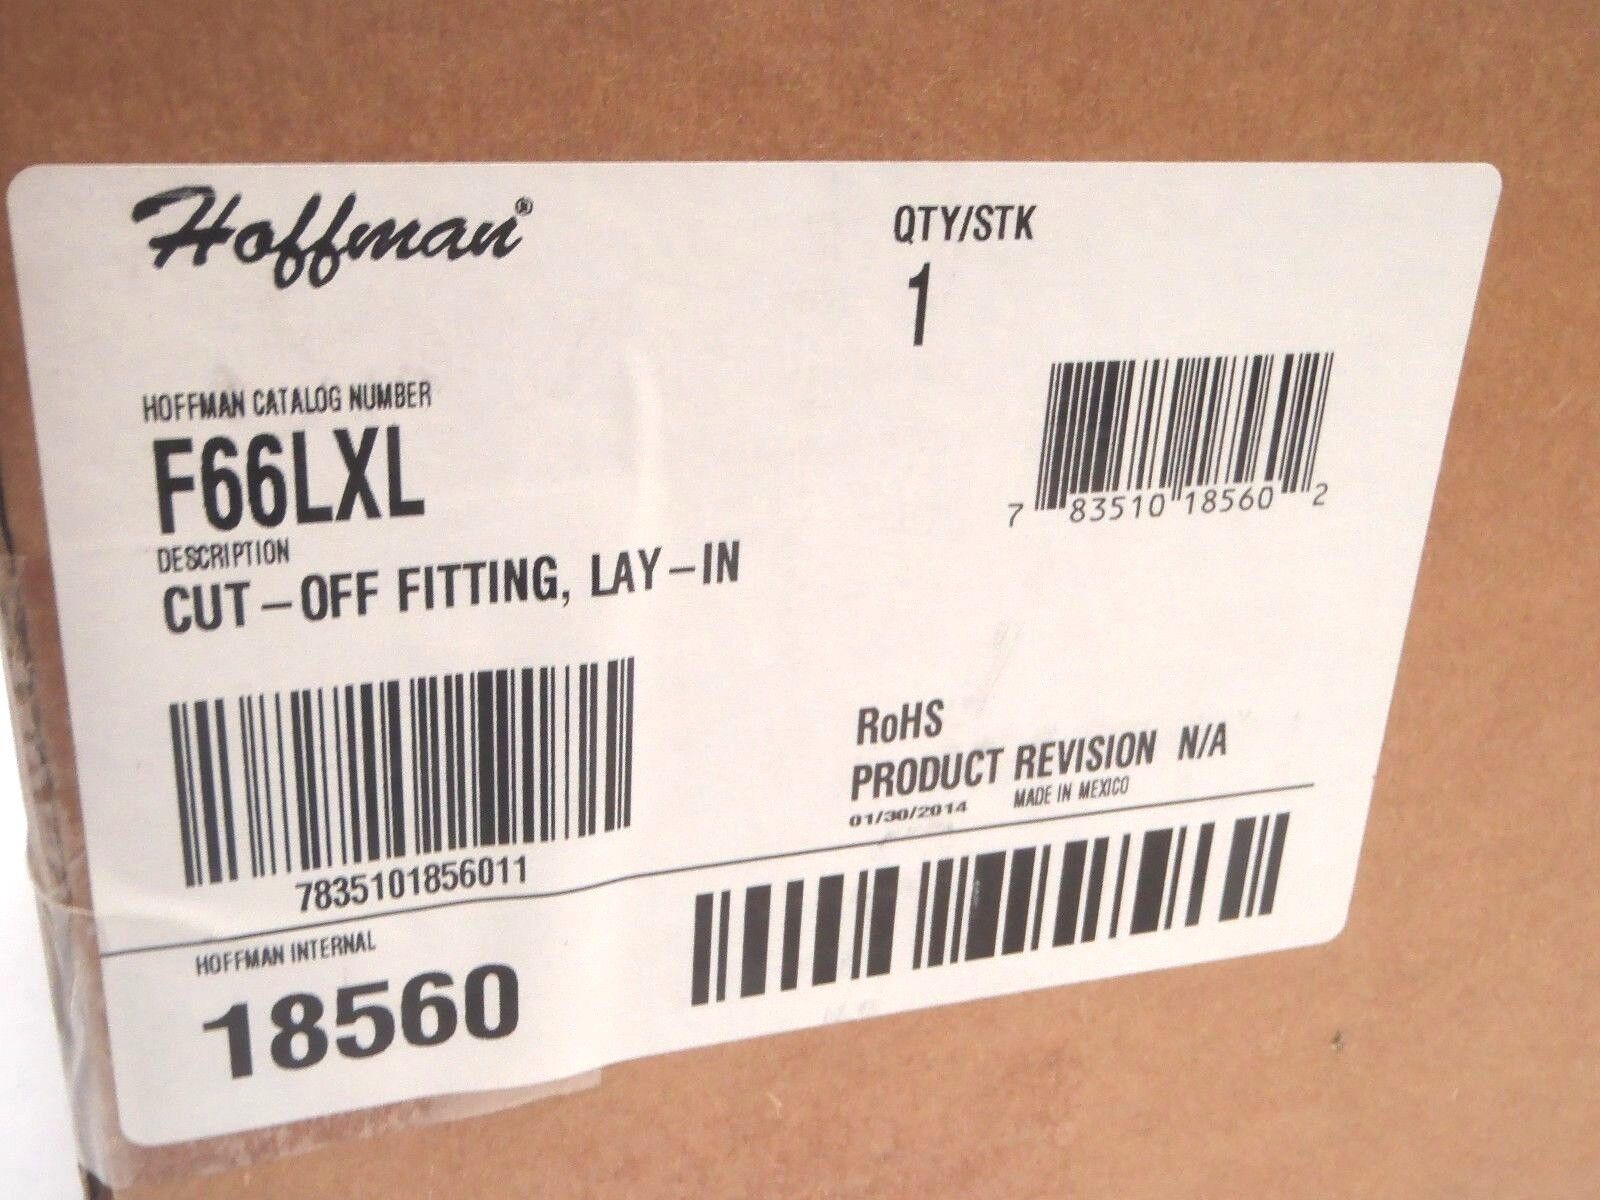 Hoffman®
QTY/STK
1
HOFFMAN CATALOG NUMBER
F66LXL
7 83510 18560 2
DESCRIPTION
CUT-OFF FITTING, LAY-IN
7835101856011
RoHS
PRODUCT REVISION N/A
01/30/2014 MADE IN MEXICO
HOFFMAN INTERNAL
18560